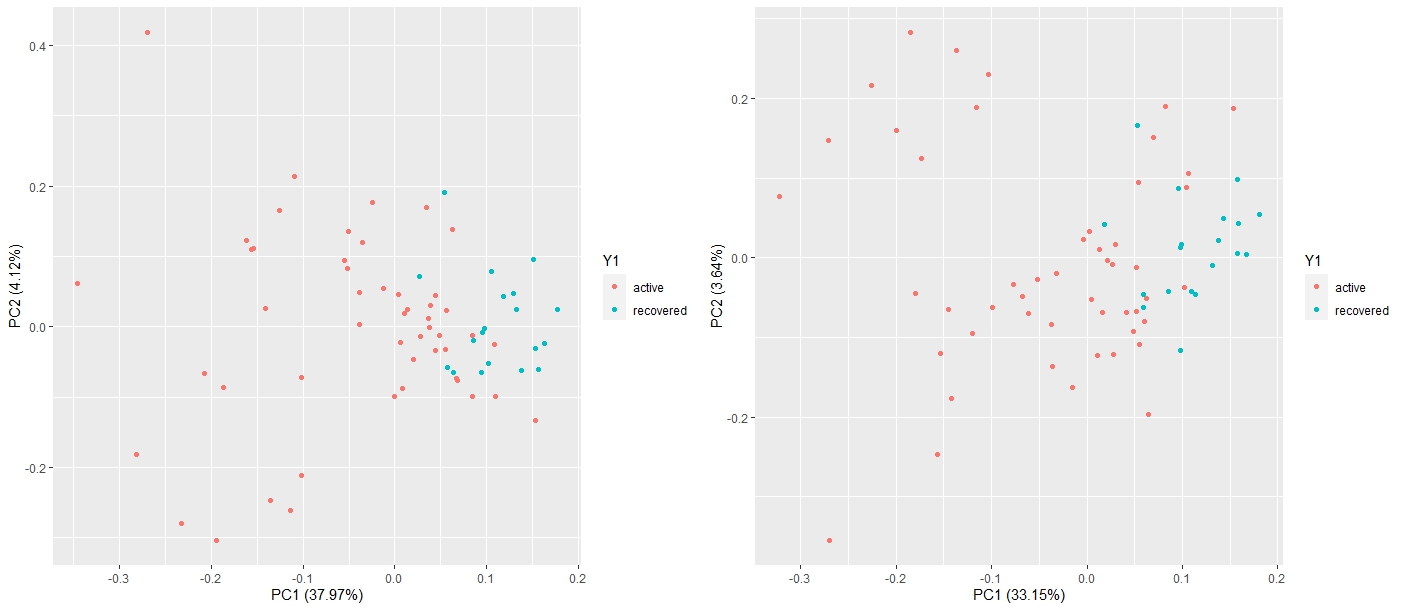 0.4
0.2
0.0
-0.2
PC2 (4.12%)
-0.3
-0.2
-0.1
0.0
0.1
0.2
PC1 (37.97%)
Y1
active
recovered
0.2
0.0
-0.2
PC2 (3.64%)
-0.3
-0.2
-0.1
0.0
0.1
0.2
PC1 (33.15%)
Y1
active
recovered